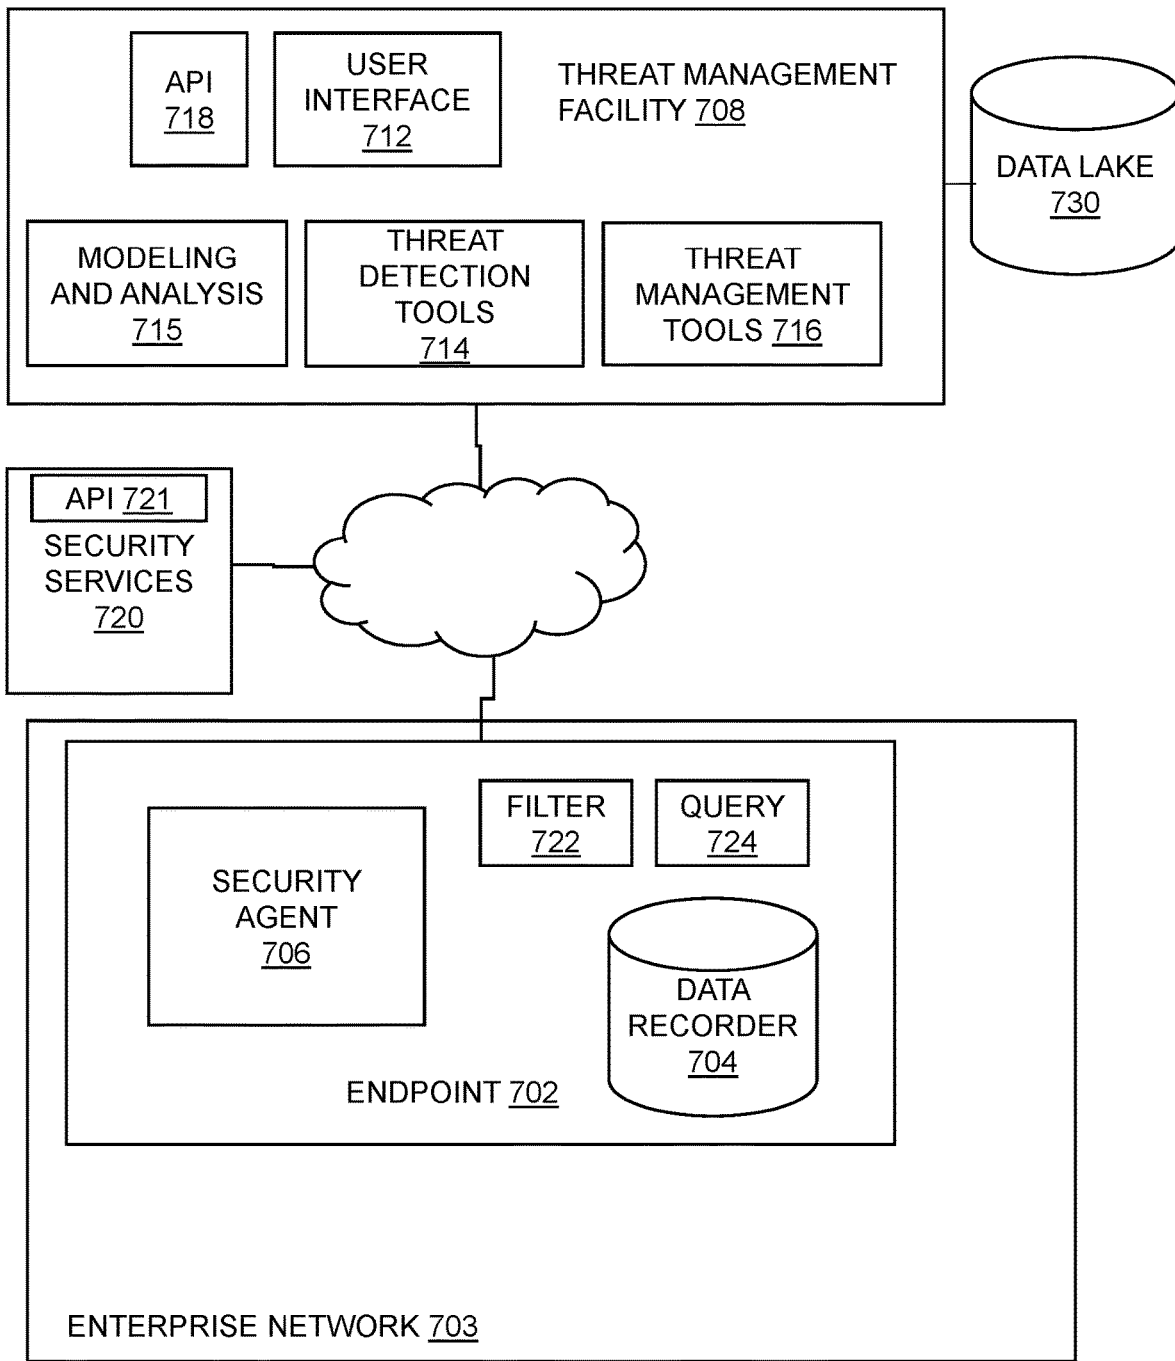 API
718
USER
INTERFACE
712
THREAT MANAGEMENT
FACILITY 708
DATA LAKE
730
MODELING
AND ANALYSIS
715
THREAT
DETECTION
TOOLS
714
THREAT
MANAGEMENT
TOOLS 716
API 721
SECURITY
SERVICES
720
FILTER
722
QUERY
724
SECURITY
AGENT
706
DATA
RECORDER
704
ENDPOINT 702
ENTERPRISE NETWORK 703